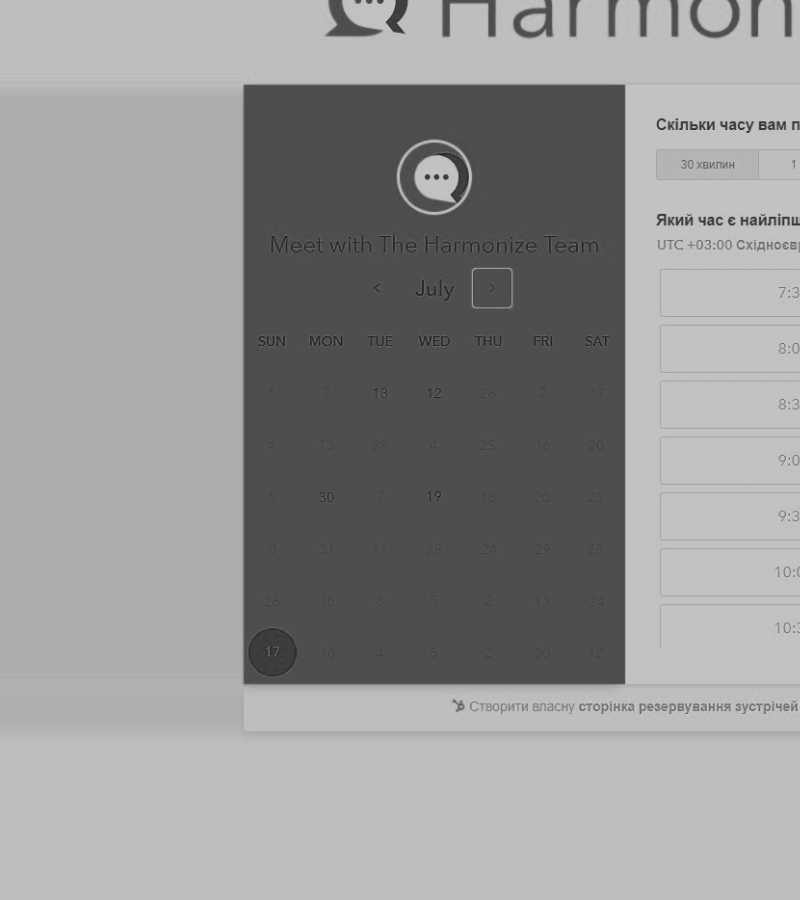 Harmon
Meet with The Harmonize Team
July
SUN MON TUE WED THU FRI SAT
6 7 13 12 28 2 17
4 13 28 4 25 16 20
6 30 7 19 18 20 25
8 31 11 26 24 29 25
26 16 8 5 2 13 24
17 10 4 5 2 20 12
Скільки часу вам п
30 хвилин 1
Який час є найліпш
UTC +03:00 Східноєвр
7:3
8:0
8:3
9:0
9:3
10:0
10:3
Створити власну сторінка резервування зустрічей